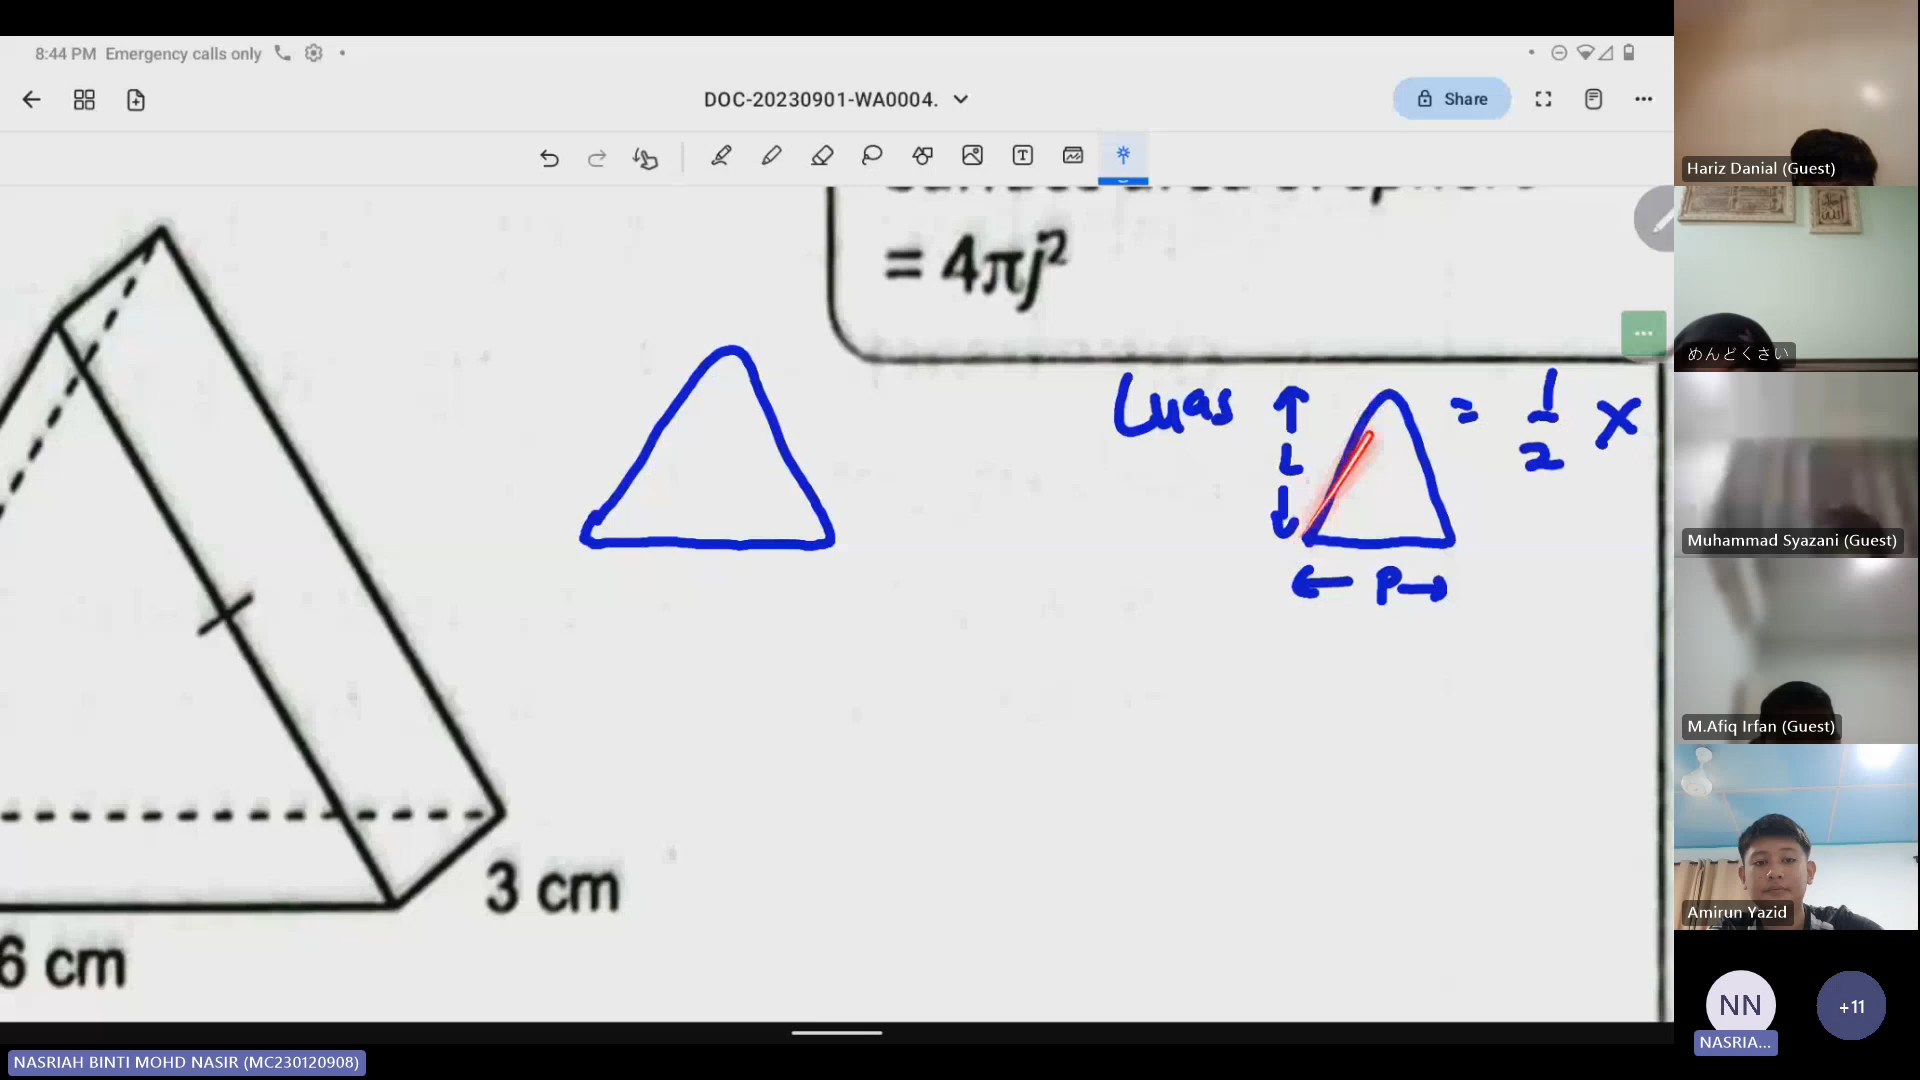 8:44 PM Emergency calls only
DOC-20230901-WA0004.
Share
= 4πj²
Luas
= 1/2 x
L
P
3 cm
6 cm
Hariz Danial (Guest)
めんどくさい
Muhammad Syazani (Guest)
M.Afiq Irfan (Guest)
Amirun Yazid
NN
+11
NASRIA...
NASRIAH BINTI MOHD NASIR (MC230120908)